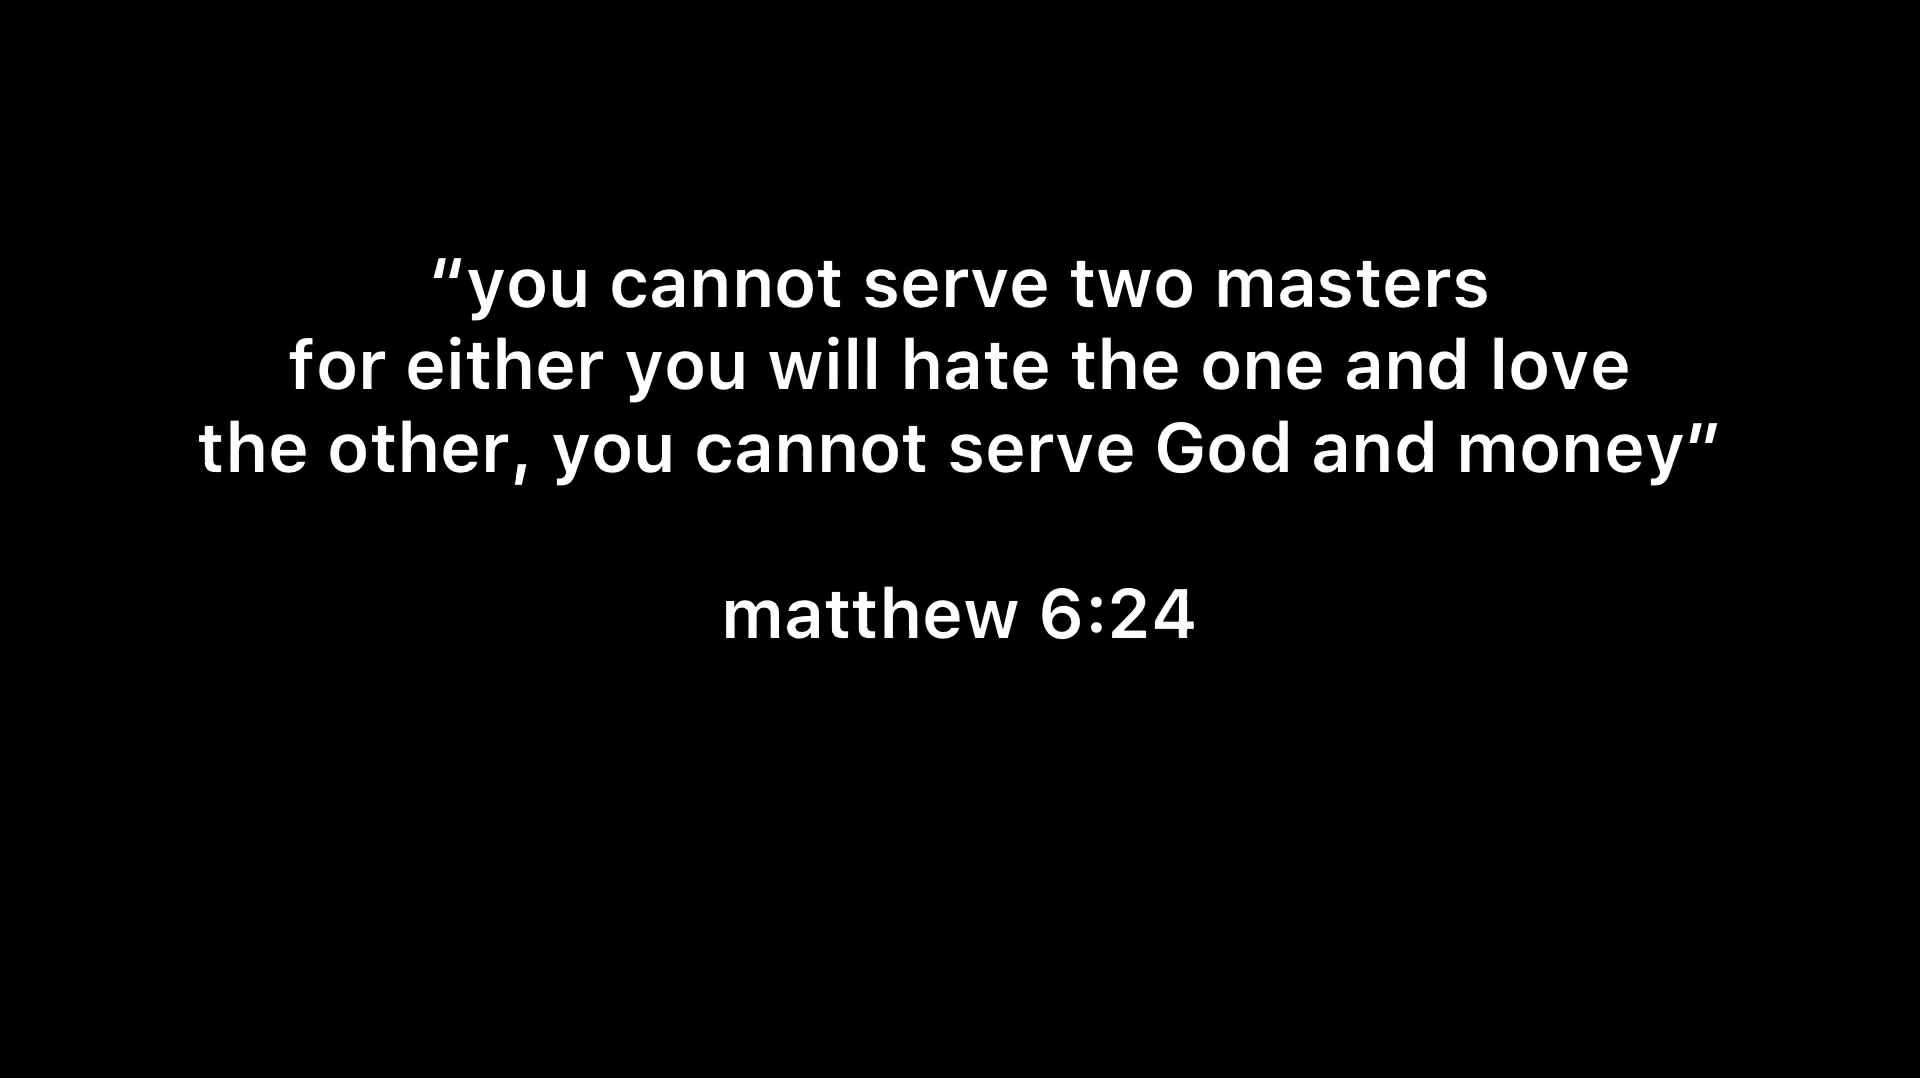 “you cannot serve two masters
for either you will hate the one and love
the other, you cannot serve God and money”
matthew 6:24